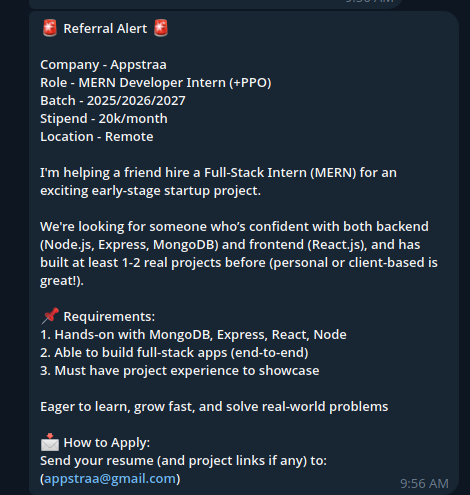 🚨 Referral Alert 🚨
Company - Appstraa
Role - MERN Developer Intern (+PPO)
Batch - 2025/2026/2027
Stipend - 20k/month
Location - Remote
I'm helping a friend hire a Full-Stack Intern (MERN) for an
exciting early-stage startup project.
We're looking for someone who's confident with both backend
(Node.js, Express, MongoDB) and frontend (React.js), and has
built at least 1-2 real projects before (personal or client-based is
great!).
📌 Requirements:
1. Hands-on with MongoDB, Express, React, Node
2. Able to build full-stack apps (end-to-end)
3. Must have project experience to showcase
Eager to learn, grow fast, and solve real-world problems
📩 How to Apply:
Send your resume (and project links if any) to:
(appstraa@gmail.com)
9:56 AM